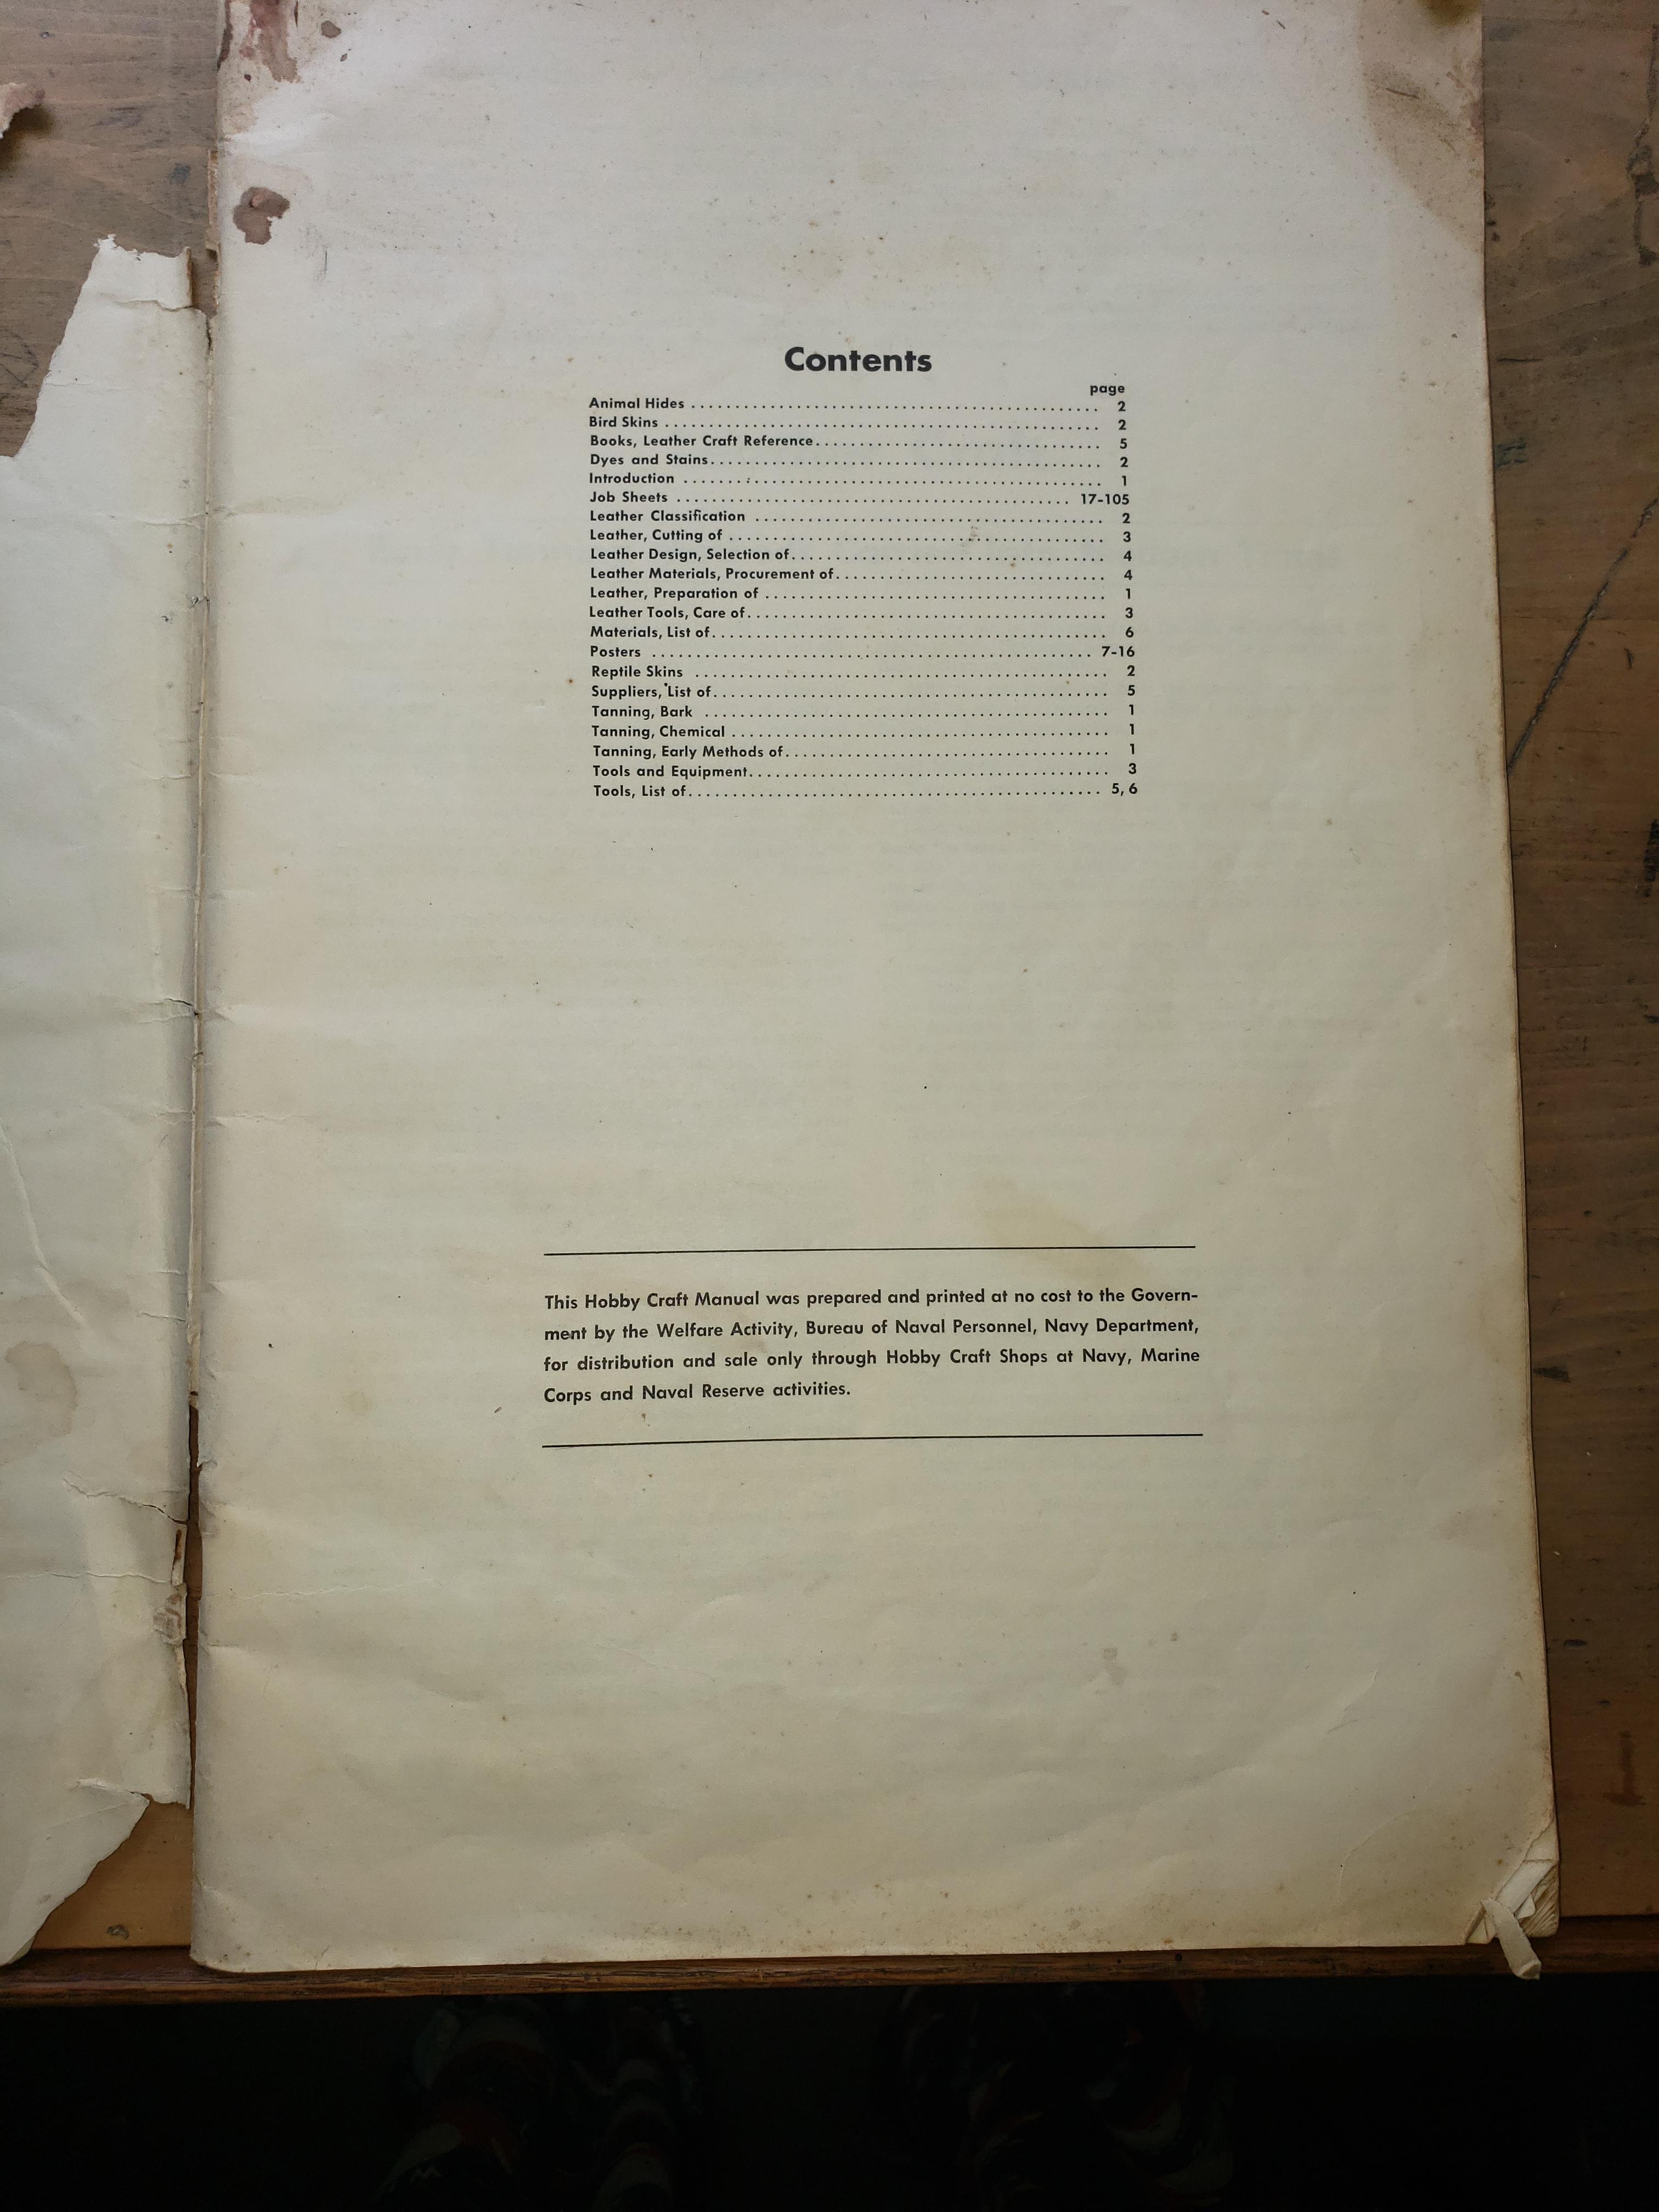 Contents
page
Animal Hides ................................................ 2
Bird Skins ................................................ 2
Books, Leather Craft Reference................................ 5
Dyes and Stains............................................ 2
Introduction ................................................ 1
Job Sheets ............................................ 17-105
Leather Classification ........................................ 2
Leather, Cutting of ........................................ 3
Leather Design, Selection of.................................... 4
Leather Materials, Procurement of............................... 4
Leather, Preparation of ....................................... 1
Leather Tools, Care of......................................... 3
Materials, List of............................................. 6
Posters .................................................. 7-16
Reptile Skins ............................................... 2
Suppliers, List of............................................. 5
Tanning, Bark .............................................. 1
Tanning, Chemical ........................................... 1
Tanning, Early Methods of..................................... 1
Tools and Equipment......................................... 3
Tools, List of............................................... 5, 6
This Hobby Craft Manual was prepared and printed at no cost to the Govern-
ment by the Welfare Activity, Bureau of Naval Personnel, Navy Department,
for distribution and sale only through Hobby Craft Shops at Navy, Marine
Corps and Naval Reserve activities.